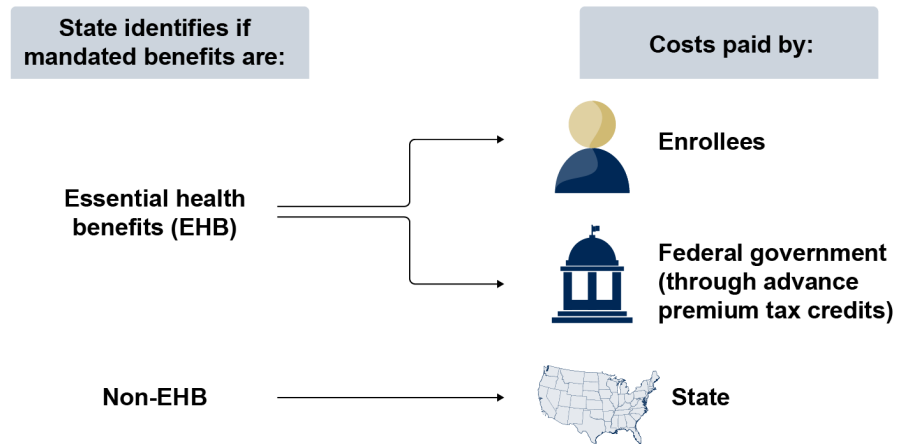 State identifies if
mandated benefits are:
Costs paid by:
Enrollees
Essential health
benefits (EHB)
Federal government
(through advance
premium tax credits)
Non-EHB
State